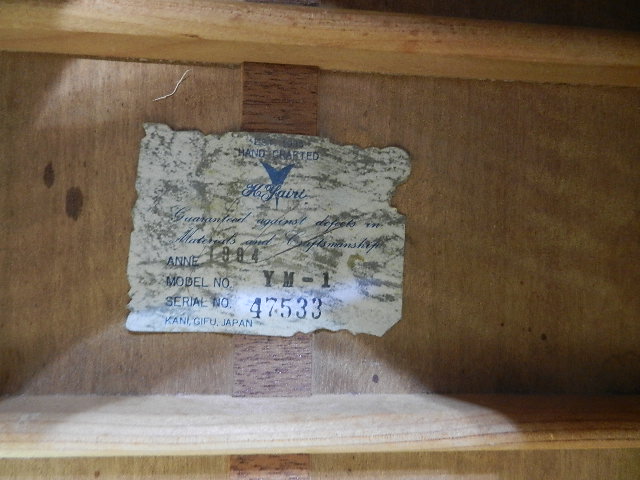 HAND CRAFTED
K. Yairi
Guaranteed against defects in
Materials and Craftsmanship
ANNE 1984
MODEL NO. YM-1
SERIAL NO. 47533
KANI, GIFU, JAPAN